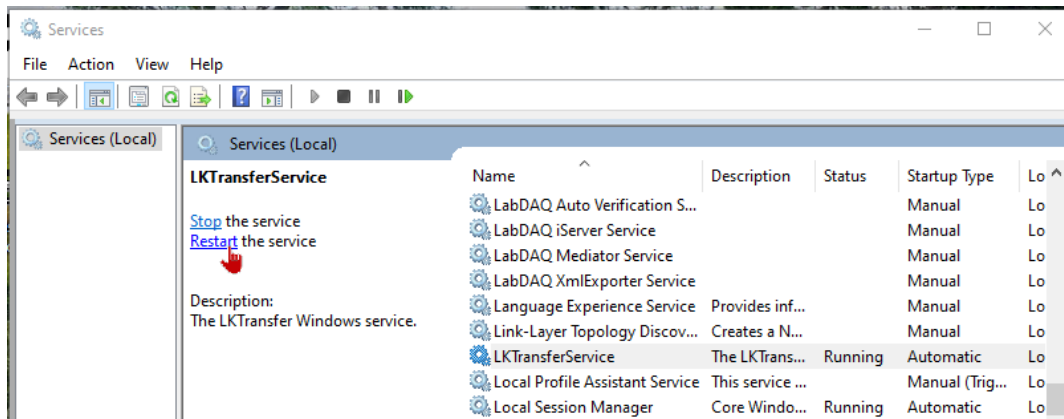 Services
File Action View Help
Services (Local)
Services (Local)
LKTransferService
Stop the service
Restart the service
Description:
The LKTransfer Windows service.
Name Description Status Startup Type Lo
LabDAQ Auto Verification S... Manual Lo
LabDAQ iServer Service Manual Lo
LabDAQ Mediator Service Manual Lo
LabDAQ XmlExporter Service Manual Lo
Language Experience Service Provides inf... Manual Lo
Link-Layer Topology Discov... Creates a N... Manual Lo
LKTransferService The LKTrans... Running Automatic Lo
Local Profile Assistant Service This service ... Manual (Trig... Lo
Local Session Manager Core Windo... Running Automatic Lo